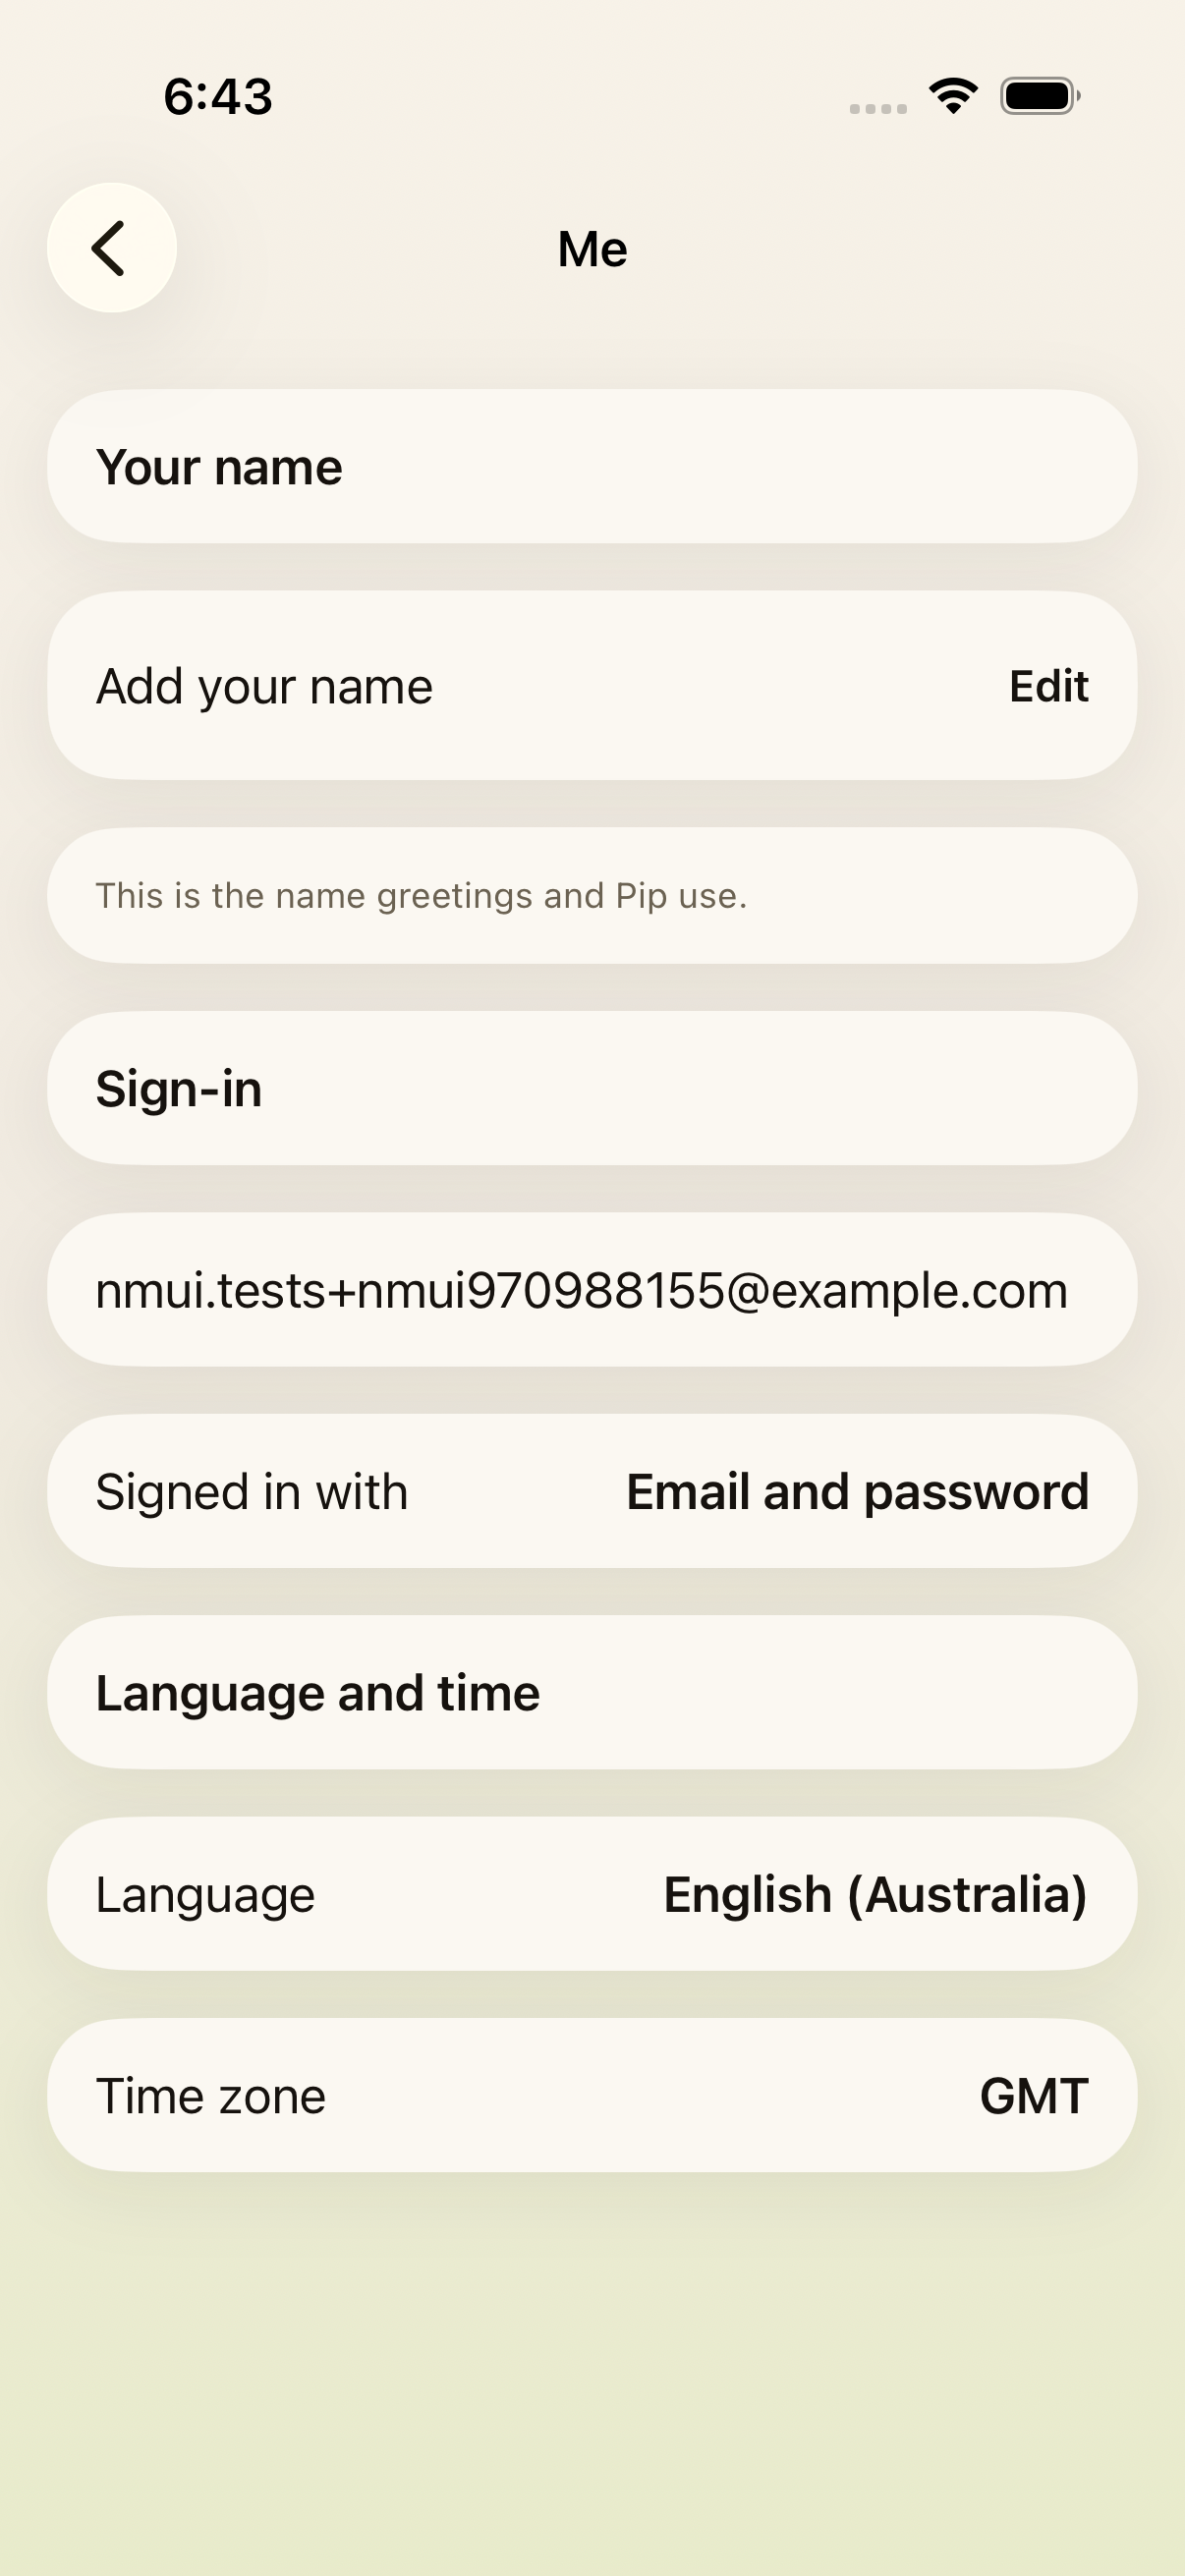 6:43
Me
Your name
Add your name Edit
This is the name greetings and Pip use.
Sign-in
nmui.tests+nmui970988155@example.com
Signed in with Email and password
Language and time
Language English (Australia)
Time zone GMT